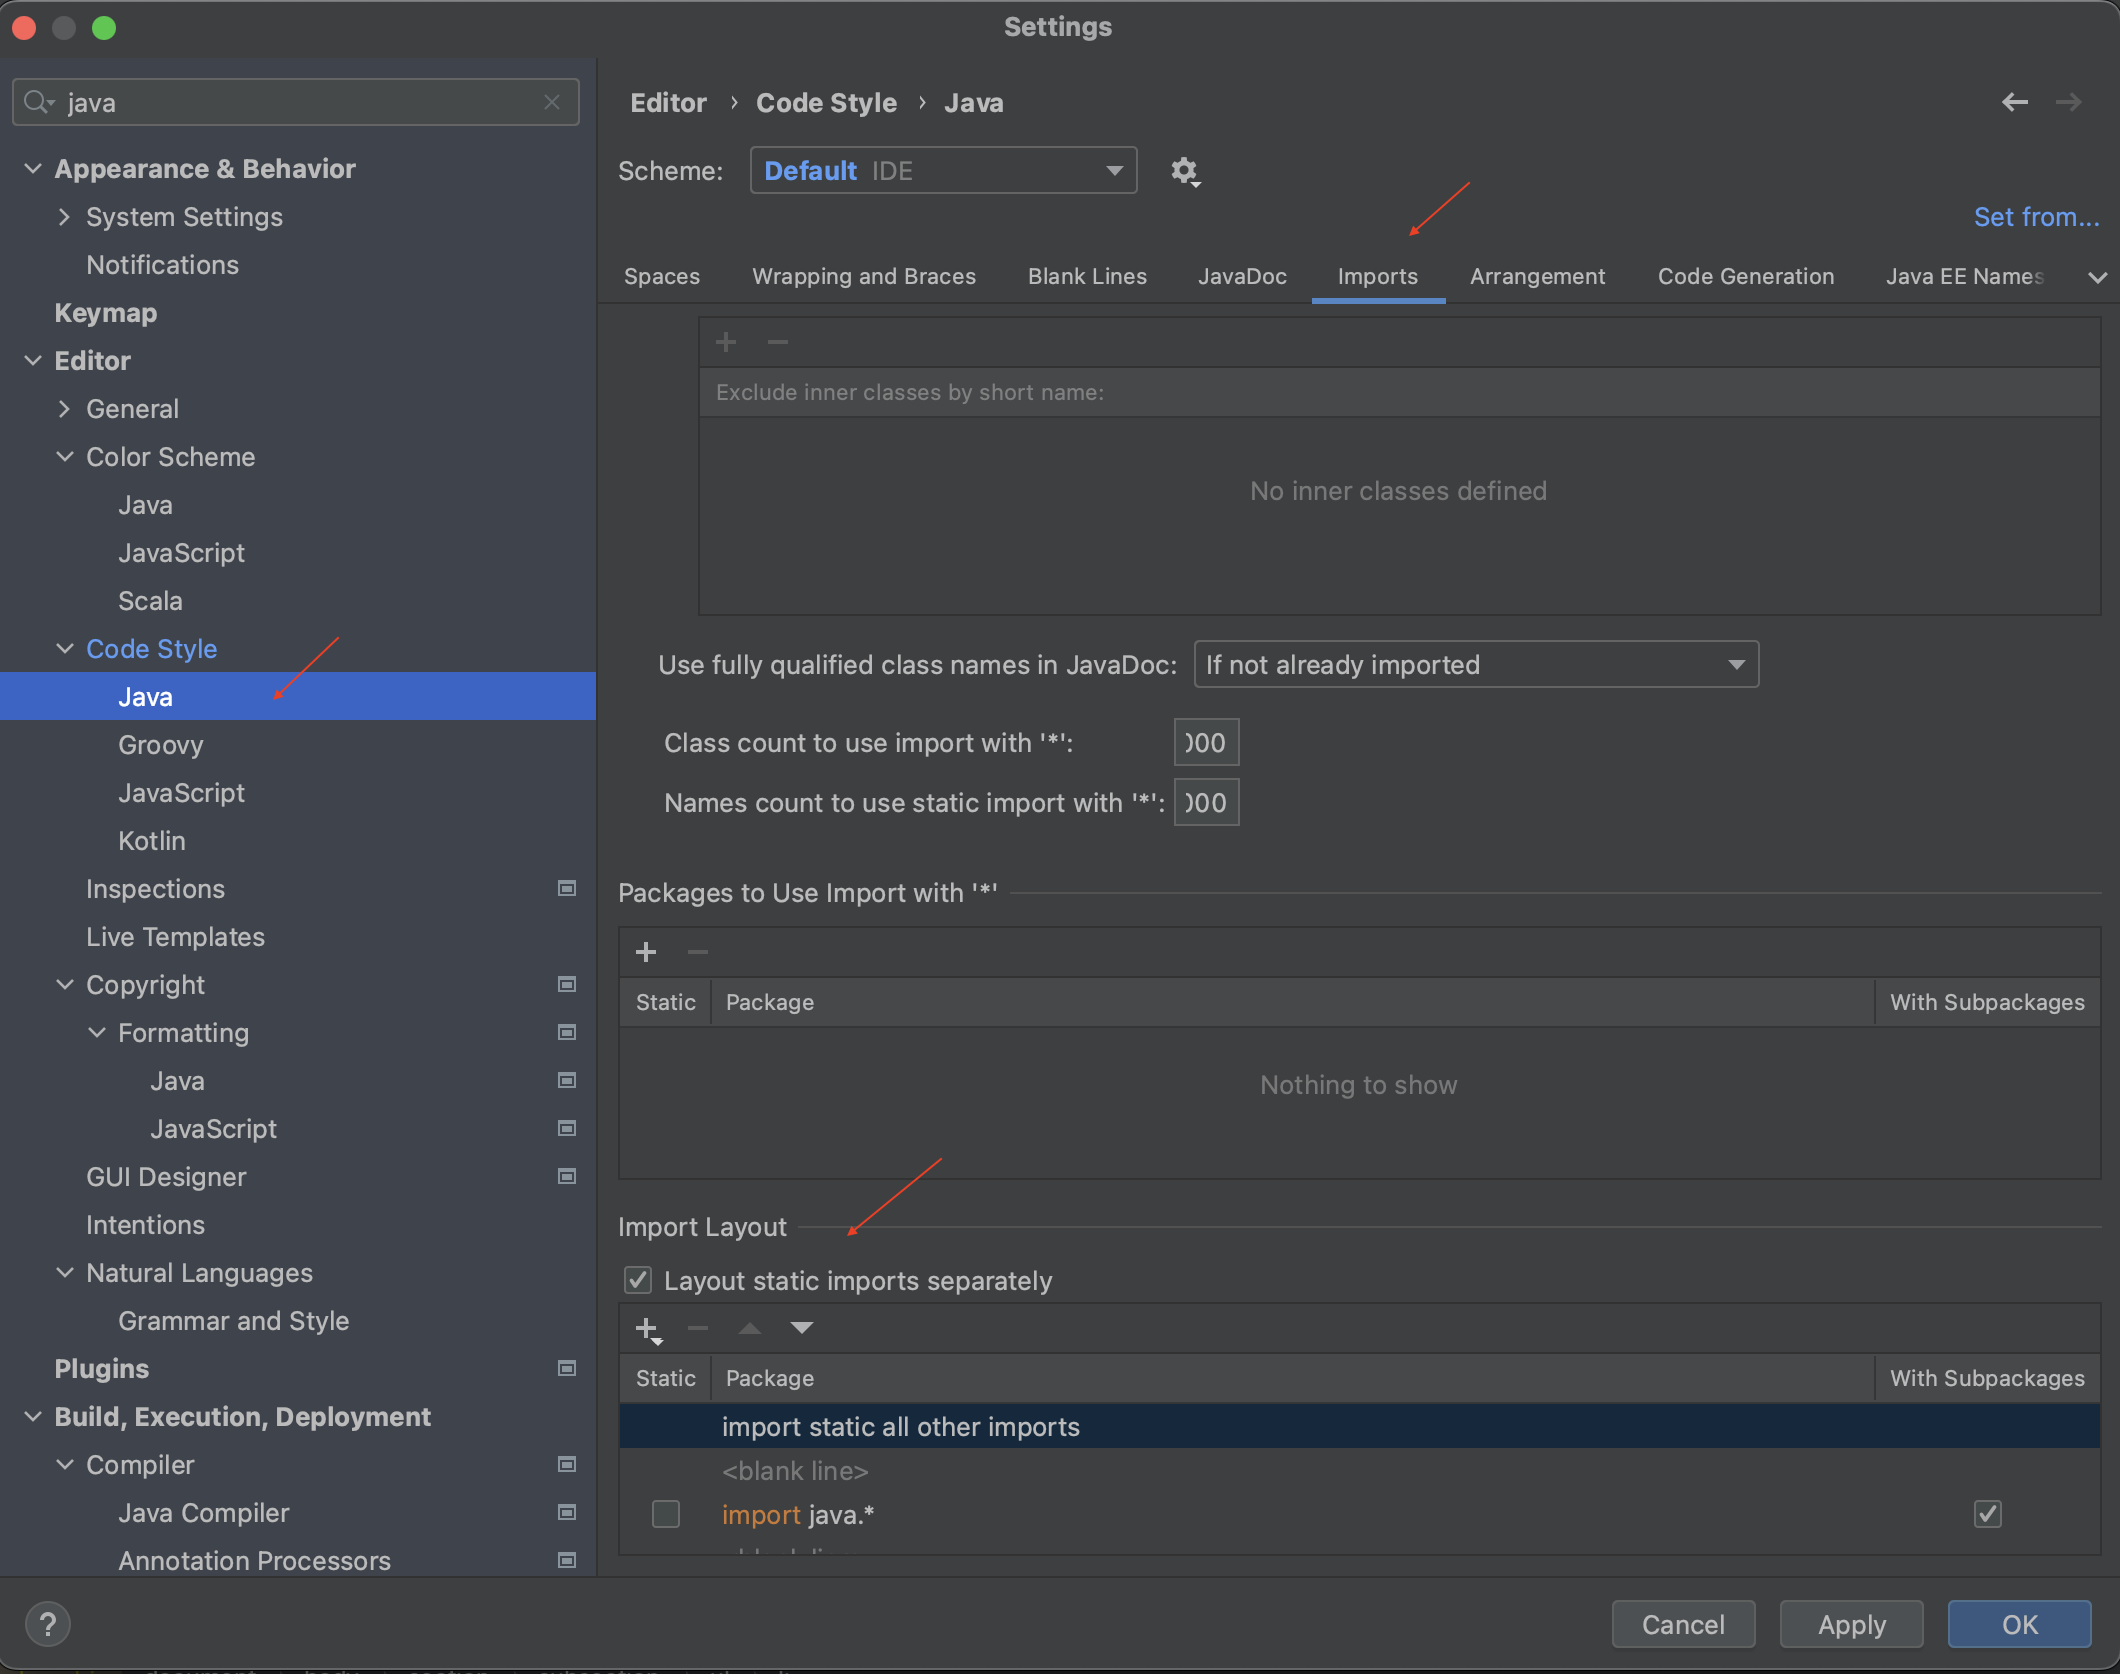 Settings
java
Appearance & Behavior
System Settings
Notifications
Keymap
Editor
General
Color Scheme
Java
JavaScript
Scala
Code Style
Java
Groovy
JavaScript
Kotlin
Inspections
Live Templates
Copyright
Formatting
Java
JavaScript
GUI Designer
Intentions
Natural Languages
Grammar and Style
Plugins
Build, Execution, Deployment
Compiler
Java Compiler
Annotation Processors
Editor › Code Style › Java
Scheme: Default IDE
Set from...
Spaces Wrapping and Braces Blank Lines JavaDoc Imports Arrangement Code Generation Java EE Names
Exclude inner classes by short name:
No inner classes defined
Use fully qualified class names in JavaDoc: If not already imported
Class count to use import with '*': 000
Names count to use static import with '*': 000
Packages to Use Import with '*'
Static Package With Subpackages
Nothing to show
Import Layout
Layout static imports separately
Static Package With Subpackages
import static all other imports
<blank line>
import java.*
? Cancel Apply OK